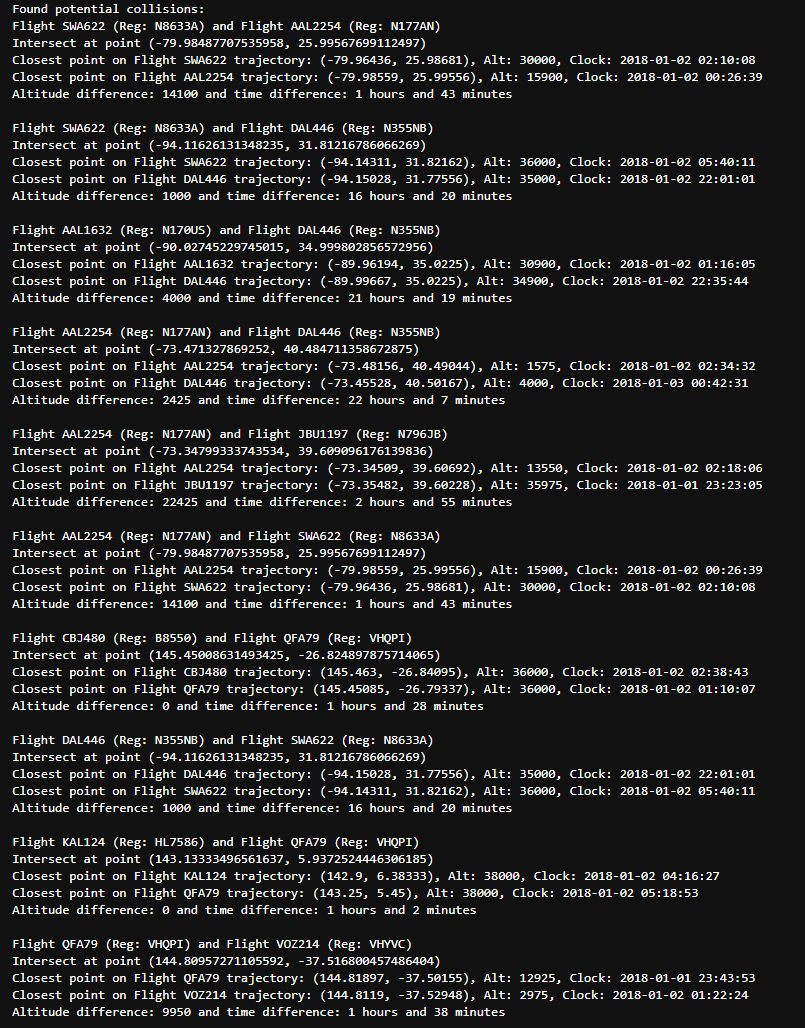 Found potential collisions:
Flight SWA622 (Reg: N8633A) and Flight AAL2254 (Reg: N177AN)
Intersect at point (-79.98487707535958, 25.99567699112497)
Closest point on Flight SWA622 trajectory: (-79.96436, 25.98681), Alt: 30000, Clock: 2018-01-02 02:10:08
Closest point on Flight AAL2254 trajectory: (-79.98559, 25.99556), Alt: 15900, Clock: 2018-01-02 00:26:39
Altitude difference: 14100 and time difference: 1 hours and 43 minutes

Flight SWA622 (Reg: N8633A) and Flight DAL446 (Reg: N355NB)
Intersect at point (-94.11626131348235, 31.81216786066269)
Closest point on Flight SWA622 trajectory: (-94.14311, 31.82162), Alt: 36000, Clock: 2018-01-02 05:40:11
Closest point on Flight DAL446 trajectory: (-94.15028, 31.77556), Alt: 35000, Clock: 2018-01-02 22:01:01
Altitude difference: 1000 and time difference: 16 hours and 20 minutes

Flight AAL1632 (Reg: N170US) and Flight DAL446 (Reg: N355NB)
Intersect at point (-90.02745229745015, 34.999802856572956)
Closest point on Flight AAL1632 trajectory: (-89.96194, 35.0225), Alt: 30900, Clock: 2018-01-02 01:16:05
Closest point on Flight DAL446 trajectory: (-89.99667, 35.0225), Alt: 34900, Clock: 2018-01-02 22:35:44
Altitude difference: 4000 and time difference: 21 hours and 19 minutes

Flight AAL2254 (Reg: N177AN) and Flight DAL446 (Reg: N355NB)
Intersect at point (-73.471327869252, 40.484711358672875)
Closest point on Flight AAL2254 trajectory: (-73.48156, 40.49044), Alt: 1575, Clock: 2018-01-02 02:34:32
Closest point on Flight DAL446 trajectory: (-73.45528, 40.50167), Alt: 4000, Clock: 2018-01-03 00:42:31
Altitude difference: 2425 and time difference: 22 hours and 7 minutes

Flight AAL2254 (Reg: N177AN) and Flight JBU1197 (Reg: N796JB)
Intersect at point (-73.34799333743534, 39.609096176139836)
Closest point on Flight AAL2254 trajectory: (-73.34509, 39.60692), Alt: 13550, Clock: 2018-01-02 02:18:06
Closest point on Flight JBU1197 trajectory: (-73.35482, 39.60228), Alt: 35975, Clock: 2018-01-01 23:23:05
Altitude difference: 22425 and time difference: 2 hours and 55 minutes

Flight AAL2254 (Reg: N177AN) and Flight SWA622 (Reg: N8633A)
Intersect at point (-79.98487707535958, 25.99567699112497)
Closest point on Flight AAL2254 trajectory: (-79.98559, 25.99556), Alt: 15900, Clock: 2018-01-02 00:26:39
Closest point on Flight SWA622 trajectory: (-79.96436, 25.98681), Alt: 30000, Clock: 2018-01-02 02:10:08
Altitude difference: 14100 and time difference: 1 hours and 43 minutes

Flight CBJ480 (Reg: B8550) and Flight QFA79 (Reg: VHQPI)
Intersect at point (145.45008631493425, -26.824897875714065)
Closest point on Flight CBJ480 trajectory: (145.463, -26.84095), Alt: 36000, Clock: 2018-01-02 02:38:43
Closest point on Flight QFA79 trajectory: (145.45085, -26.79337), Alt: 36000, Clock: 2018-01-02 01:10:07
Altitude difference: 0 and time difference: 1 hours and 28 minutes

Flight DAL446 (Reg: N355NB) and Flight SWA622 (Reg: N8633A)
Intersect at point (-94.11626131348235, 31.81216786066269)
Closest point on Flight DAL446 trajectory: (-94.15028, 31.77556), Alt: 35000, Clock: 2018-01-02 22:01:01
Closest point on Flight SWA622 trajectory: (-94.14311, 31.82162), Alt: 36000, Clock: 2018-01-02 05:40:11
Altitude difference: 1000 and time difference: 16 hours and 20 minutes

Flight KAL124 (Reg: HL7586) and Flight QFA79 (Reg: VHQPI)
Intersect at point (143.13333496561637, 5.9372524446306185)
Closest point on Flight KAL124 trajectory: (142.9, 6.38333), Alt: 38000, Clock: 2018-01-02 04:16:27
Closest point on Flight QFA79 trajectory: (143.25, 5.45), Alt: 38000, Clock: 2018-01-02 05:18:53
Altitude difference: 0 and time difference: 1 hours and 2 minutes

Flight QFA79 (Reg: VHQPI) and Flight VOZ214 (Reg: VHYVC)
Intersect at point (144.80957271105592, -37.516800457486404)
Closest point on Flight QFA79 trajectory: (144.81897, -37.50155), Alt: 12925, Clock: 2018-01-01 23:43:53
Closest point on Flight VOZ214 trajectory: (144.8119, -37.52948), Alt: 2975, Clock: 2018-01-02 01:22:24
Altitude difference: 9950 and time difference: 1 hours and 38 minutes